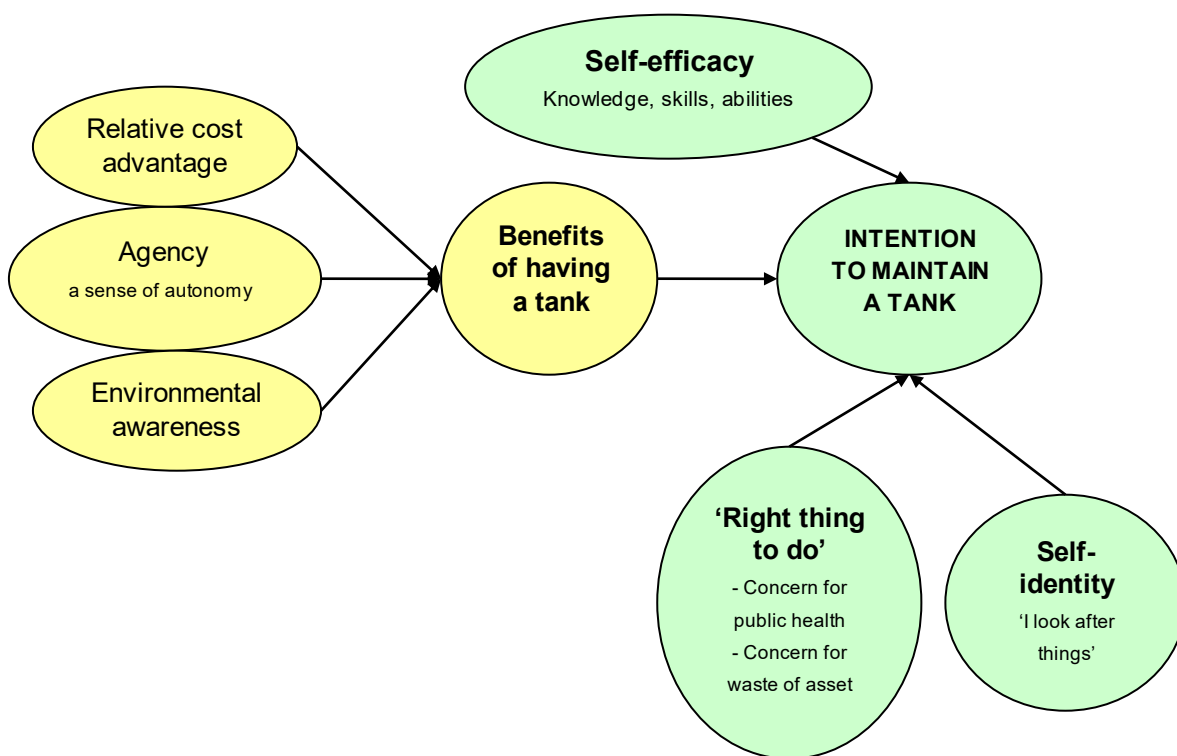 Self-efficacy
Knowledge, skills, abilities
Relative cost
advantage
Agency
a sense of autonomy
Environmental
awareness
Benefits
of having
a tank
INTENTION
TO MAINTAIN
A TANK
‘Right thing
to do’
- Concern for
public health
- Concern for
waste of asset
Self-
identity
‘I look after
things’